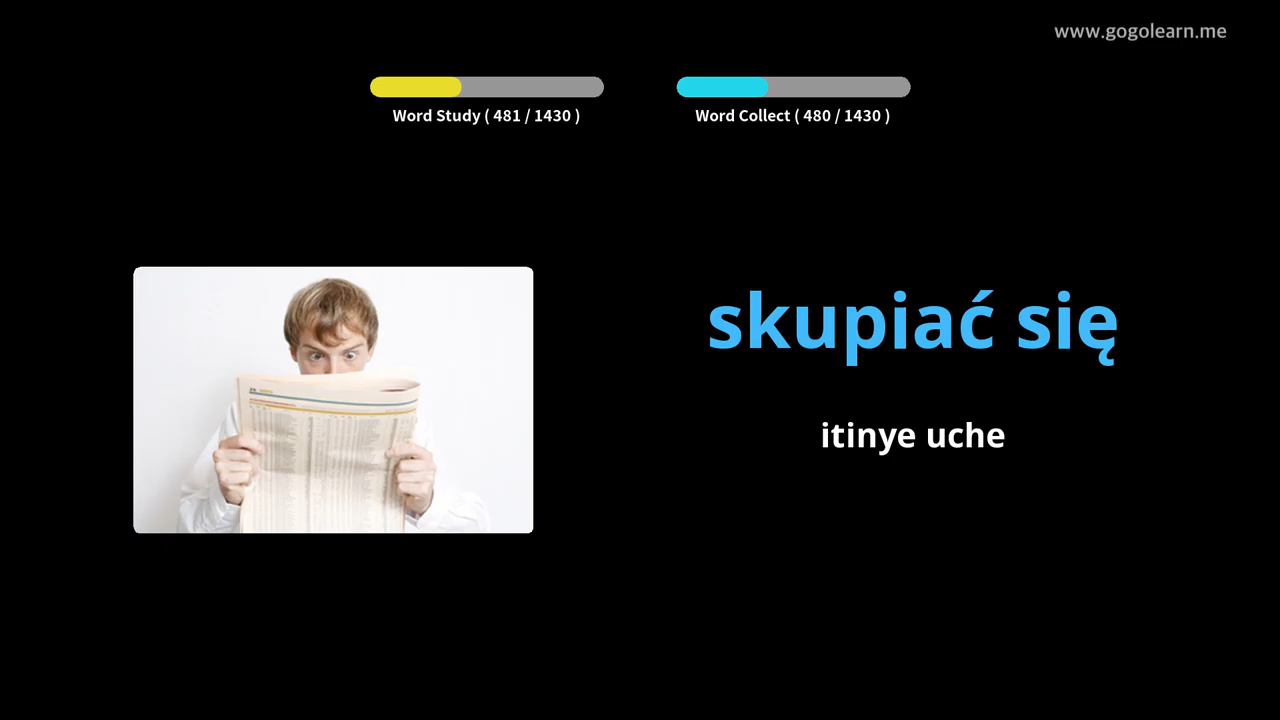 www.gogolearn.me
Word Study ( 481 / 1430 )
Word Collect ( 480 / 1430 )
skupiać się
itinye uche